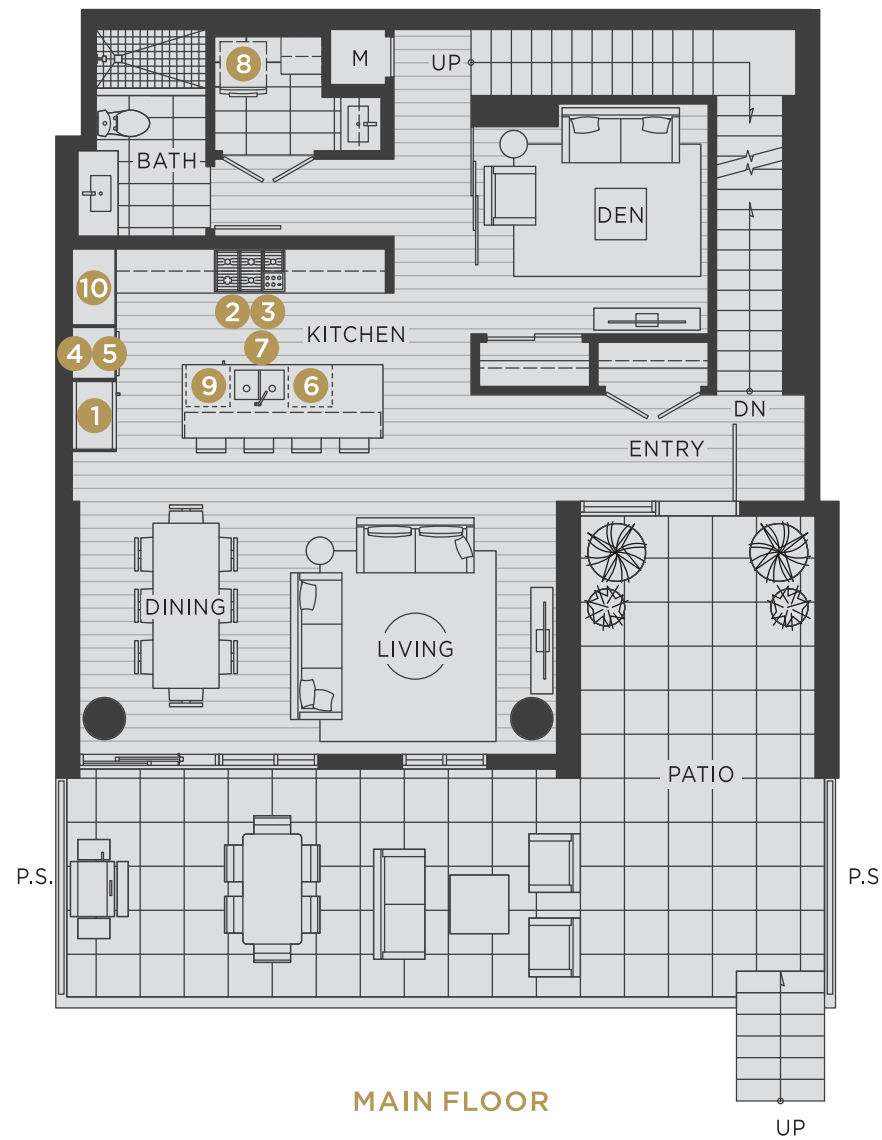 8
M
UP
BATH
DEN
10
2 3
KITCHEN
4 5
7
9
6
1
DN
ENTRY
DINING
LIVING
PATIO
P.S.
P.S
MAIN FLOOR
UP